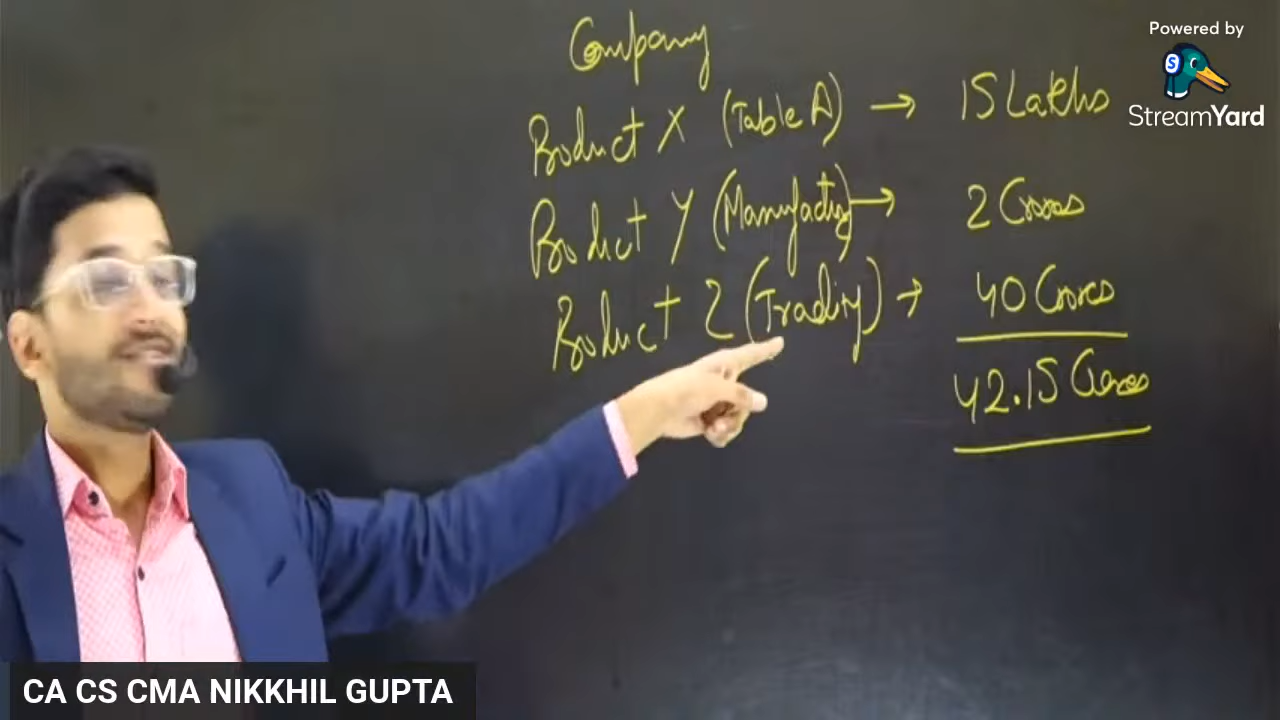 Company
Product X (Table A) → 15 Lakhs
Product Y (Manufacturing) → 2 Crores
Product Z (Trading) → 40 Crores
42.15 Crores
Powered by
StreamYard
CA CS CMA NIKKHIL GUPTA